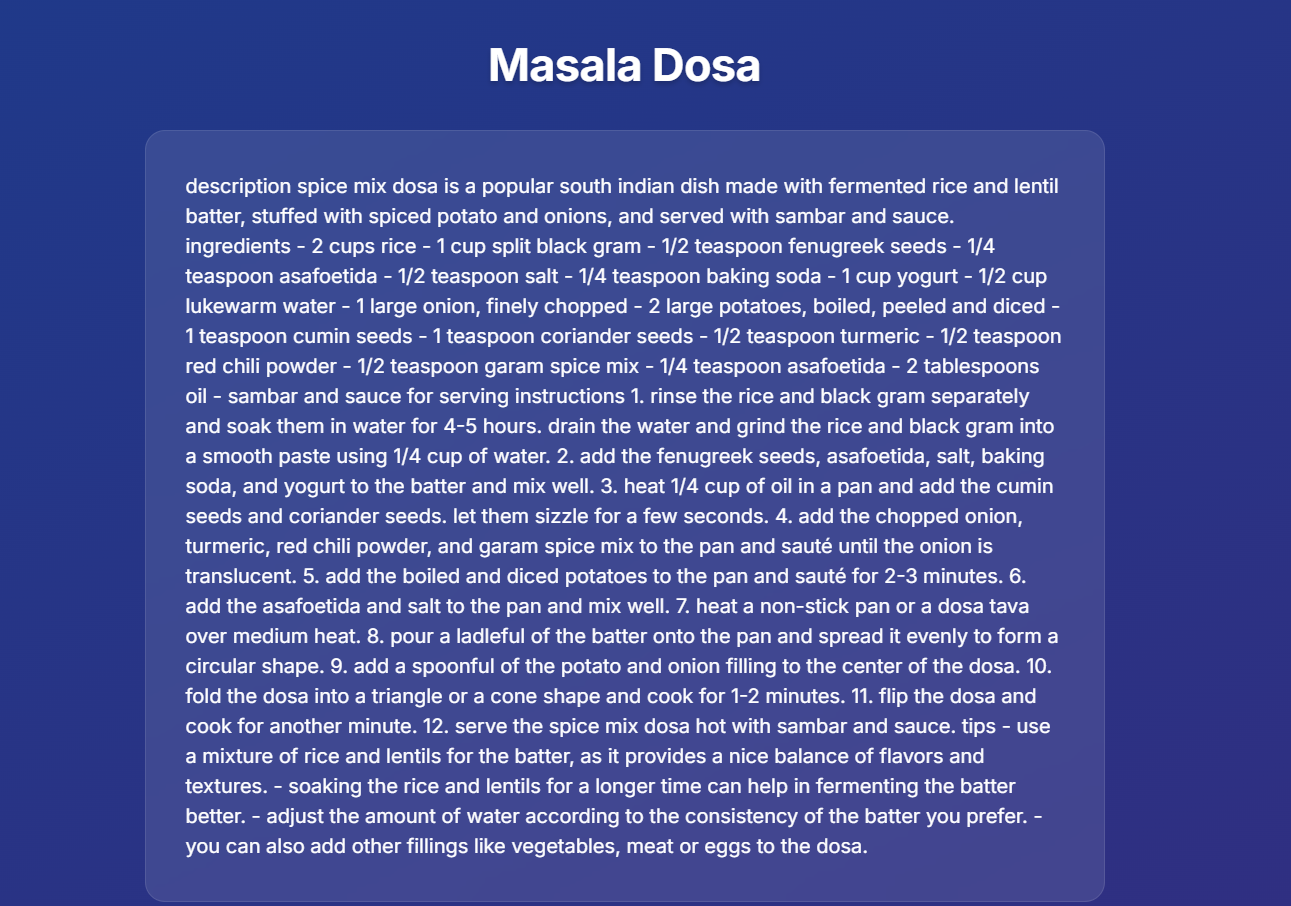 Masala Dosa
description spice mix dosa is a popular south indian dish made with fermented rice and lentil
batter, stuffed with spiced potato and onions, and served with sambar and sauce.
ingredients - 2 cups rice - 1 cup split black gram - 1/2 teaspoon fenugreek seeds - 1/4
teaspoon asafoetida - 1/2 teaspoon salt - 1/4 teaspoon baking soda - 1 cup yogurt - 1/2 cup
lukewarm water - 1 large onion, finely chopped - 2 large potatoes, boiled, peeled and diced -
1 teaspoon cumin seeds - 1 teaspoon coriander seeds - 1/2 teaspoon turmeric - 1/2 teaspoon
red chili powder - 1/2 teaspoon garam spice mix - 1/4 teaspoon asafoetida - 2 tablespoons
oil - sambar and sauce for serving instructions 1. rinse the rice and black gram separately
and soak them in water for 4-5 hours. drain the water and grind the rice and black gram into
a smooth paste using 1/4 cup of water. 2. add the fenugreek seeds, asafoetida, salt, baking
soda, and yogurt to the batter and mix well. 3. heat 1/4 cup of oil in a pan and add the cumin
seeds and coriander seeds. let them sizzle for a few seconds. 4. add the chopped onion,
turmeric, red chili powder, and garam spice mix to the pan and sauté until the onion is
translucent. 5. add the boiled and diced potatoes to the pan and sauté for 2-3 minutes. 6.
add the asafoetida and salt to the pan and mix well. 7. heat a non-stick pan or a dosa tava
over medium heat. 8. pour a ladleful of the batter onto the pan and spread it evenly to form a
circular shape. 9. add a spoonful of the potato and onion filling to the center of the dosa. 10.
fold the dosa into a triangle or a cone shape and cook for 1-2 minutes. 11. flip the dosa and
cook for another minute. 12. serve the spice mix dosa hot with sambar and sauce. tips - use
a mixture of rice and lentils for the batter, as it provides a nice balance of flavors and
textures. - soaking the rice and lentils for a longer time can help in fermenting the batter
better. - adjust the amount of water according to the consistency of the batter you prefer. -
you can also add other fillings like vegetables, meat or eggs to the dosa.